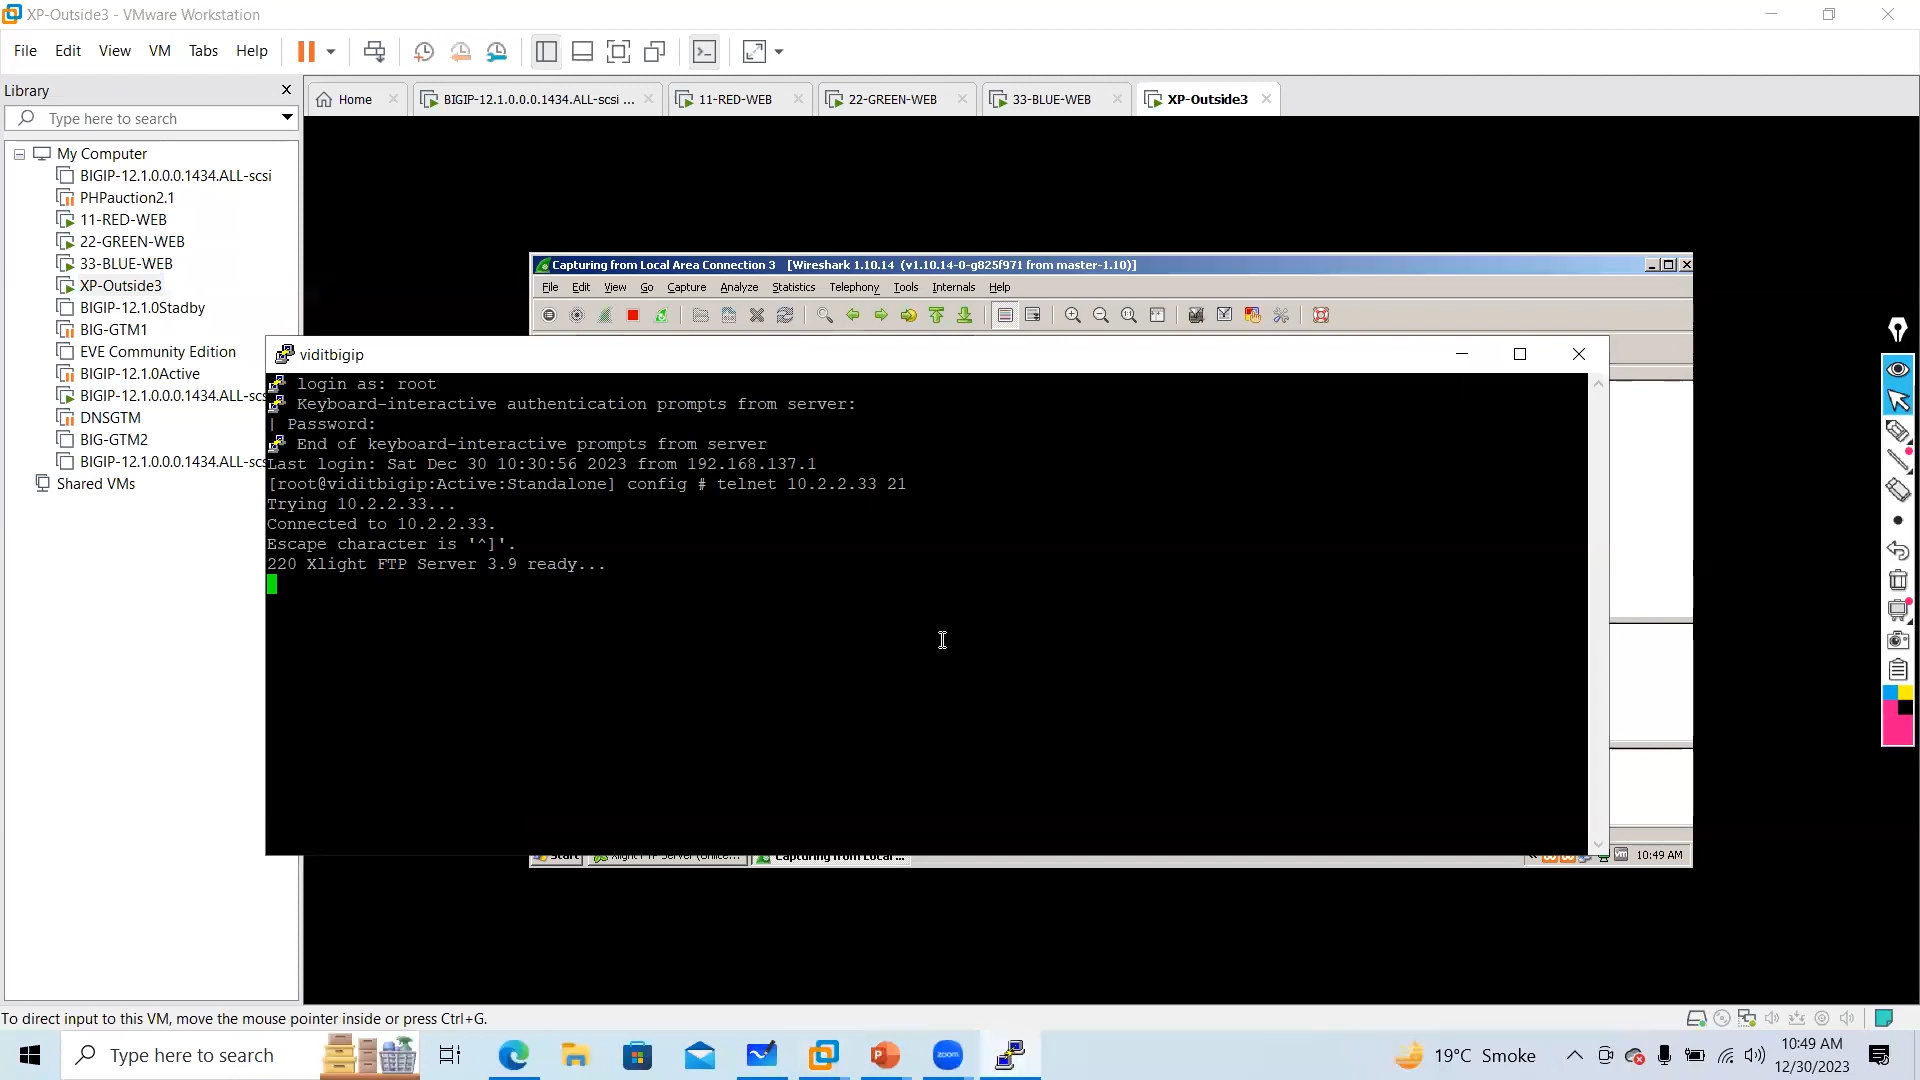 XP-Outside3 - VMware Workstation
File Edit View VM Tabs Help
Library
Type here to search
My Computer
BIGIP-12.1.0.0.0.1434.ALL-scsi
PHPauction2.1
11-RED-WEB
22-GREEN-WEB
33-BLUE-WEB
XP-Outside3
BIGIP-12.1.0Stadby
BIG-GTM1
EVE Community Edition
BIGIP-12.1.0Active
BIGIP-12.1.0.0.0.1434.ALL-scs
DNSGTM
BIG-GTM2
BIGIP-12.1.0.0.0.1434.ALL-scs
Shared VMs
Home BIGIP-12.1.0.0.0.1434.ALL-scsi ... 11-RED-WEB 22-GREEN-WEB 33-BLUE-WEB XP-Outside3
Capturing from Local Area Connection 3 [Wireshark 1.10.14 (v1.10.14-0-g825f971 from master-1.10)]
File Edit View Go Capture Analyze Statistics Telephony Tools Internals Help
viditbigip
login as: root
Keyboard-interactive authentication prompts from server:
| Password:
End of keyboard-interactive prompts from server
Last login: Sat Dec 30 10:30:56 2023 from 192.168.137.1
[root@viditbigip:Active:Standalone] config # telnet 10.2.2.33 21
Trying 10.2.2.33...
Connected to 10.2.2.33.
Escape character is '^]'.
220 Xlight FTP Server 3.9 ready...
Start Xlight FTP Server (Unlice... Capturing from Local ... 10:49 AM
To direct input to this VM, move the mouse pointer inside or press Ctrl+G.
Type here to search
zoom
19°C Smoke
10:49 AM
12/30/2023